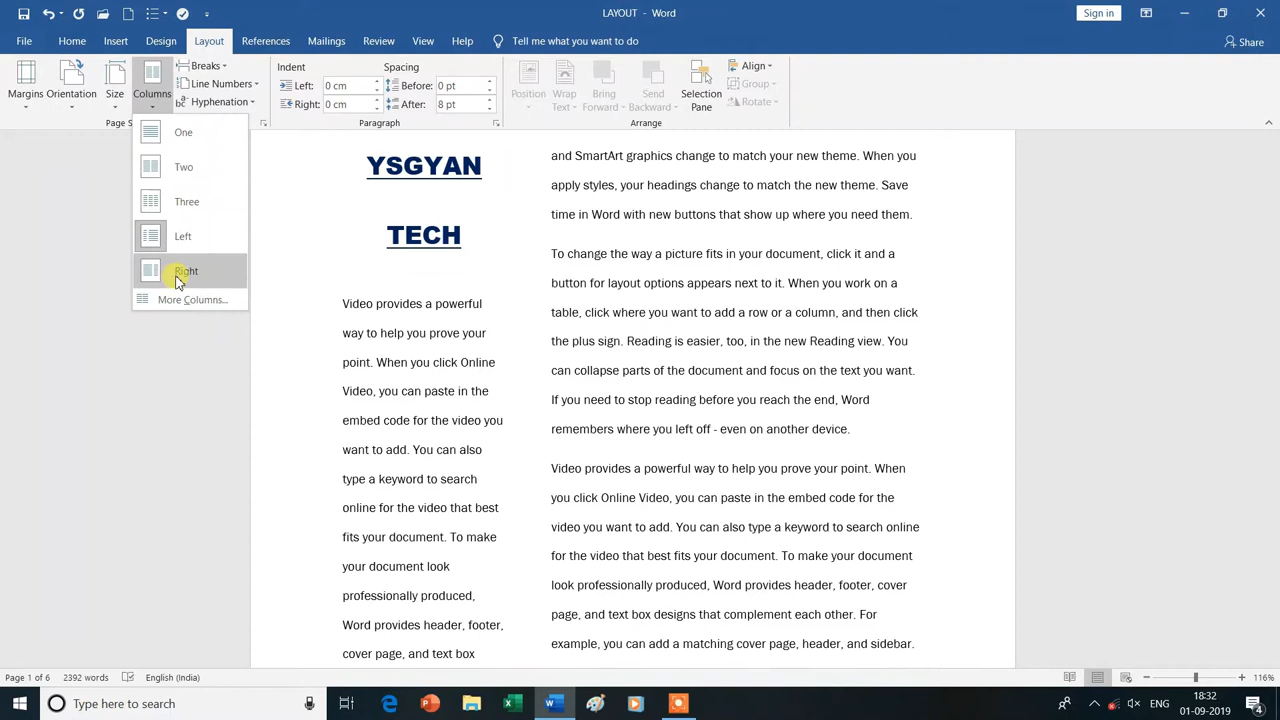 LAYOUT - Word
Sign in
File Home Insert Design Layout References Mailings Review View Help Tell me what you want to do
Share
Margins Orientation Size Columns
Breaks
Line Numbers
Hyphenation
Page S
Indent
Left: 0 cm
Right: 0 cm
Spacing
Before: 0 pt
After: 8 pt
Paragraph
Position Wrap Text Bring Forward Send Backward Selection Pane
Align
Group
Rotate
Arrange
One
Two
Three
Left
Right
More Columns...
YSGYAN
TECH
Video provides a powerful
way to help you prove your
point. When you click Online
Video, you can paste in the
embed code for the video you
want to add. You can also
type a keyword to search
online for the video that best
fits your document. To make
your document look
professionally produced,
Word provides header, footer,
cover page, and text box
and SmartArt graphics change to match your new theme. When you
apply styles, your headings change to match the new theme. Save
time in Word with new buttons that show up where you need them.
To change the way a picture fits in your document, click it and a
button for layout options appears next to it. When you work on a
table, click where you want to add a row or a column, and then click
the plus sign. Reading is easier, too, in the new Reading view. You
can collapse parts of the document and focus on the text you want.
If you need to stop reading before you reach the end, Word
remembers where you left off - even on another device.
Video provides a powerful way to help you prove your point. When
you click Online Video, you can paste in the embed code for the
video you want to add. You can also type a keyword to search online
for the video that best fits your document. To make your document
look professionally produced, Word provides header, footer, cover
page, and text box designs that complement each other. For
example, you can add a matching cover page, header, and sidebar.
Page 1 of 6 2392 words English (India)
116%
Type here to search
18:32
01-09-2019